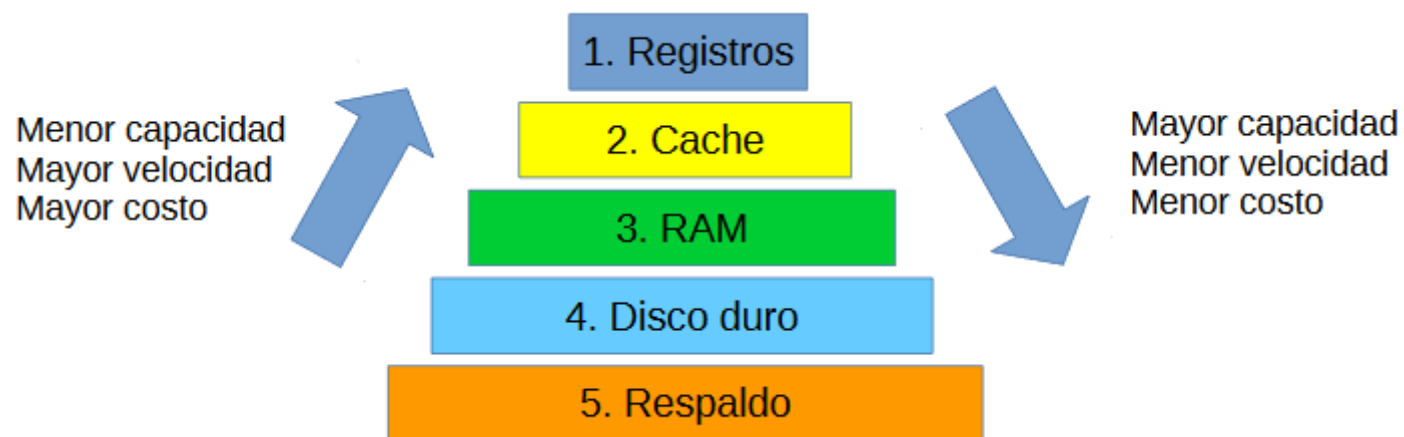 1. Registros
Menor capacidad
Mayor velocidad
Mayor costo
2. Cache
3. RAM
4. Disco duro
5. Respaldo
Mayor capacidad
Menor velocidad
Menor costo